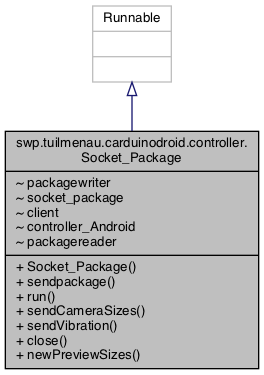 Runnable
swp.tuilmenau.carduinodroid.controller.
Socket_Package
~ packagewriter
~ socket_package
~ client
~ controller_Android
~ packagereader
+ Socket_Package()
+ sendpackage()
+ run()
+ sendCameraSizes()
+ sendVibration()
+ close()
+ newPreviewSizes()